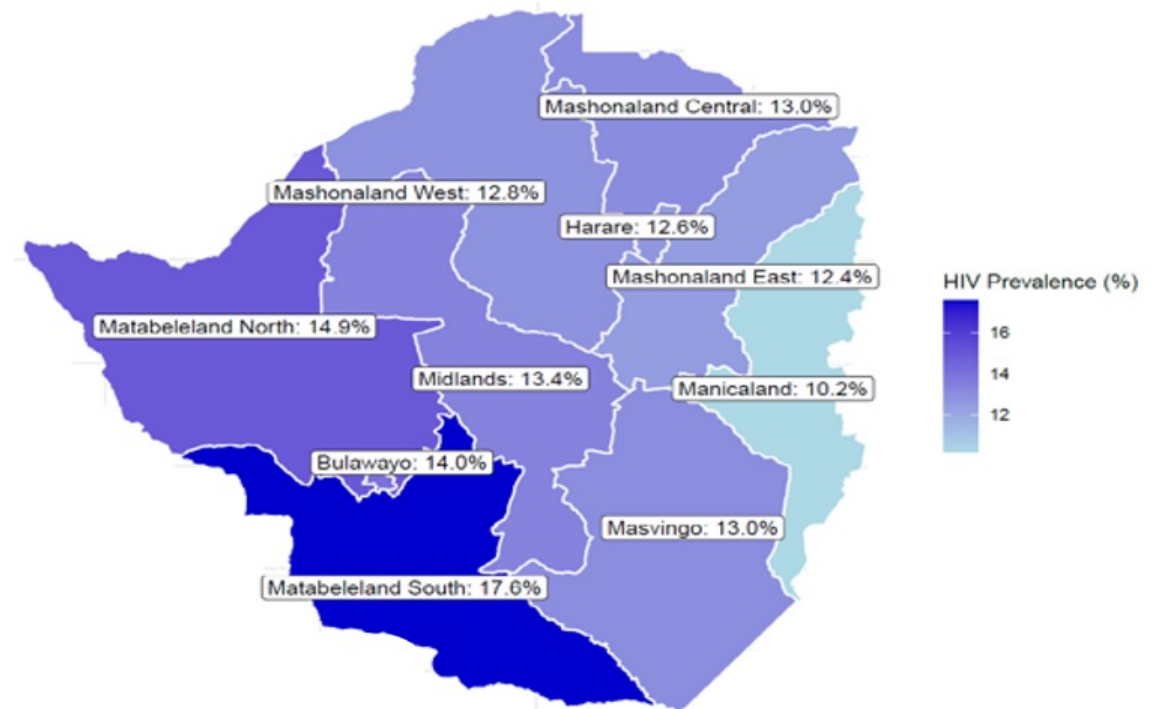 Mashonaland Central: 13.0%
Mashonaland West: 12.8%
Harare: 12.6%
Mashonaland East: 12.4%
Matabeleland North: 14.9%
Midlands: 13.4%
Manicaland: 10.2%
Bulawayo: 14.0%
Masvingo: 13.0%
Matabeleland South: 17.6%
HIV Prevalence (%)
16
14
12